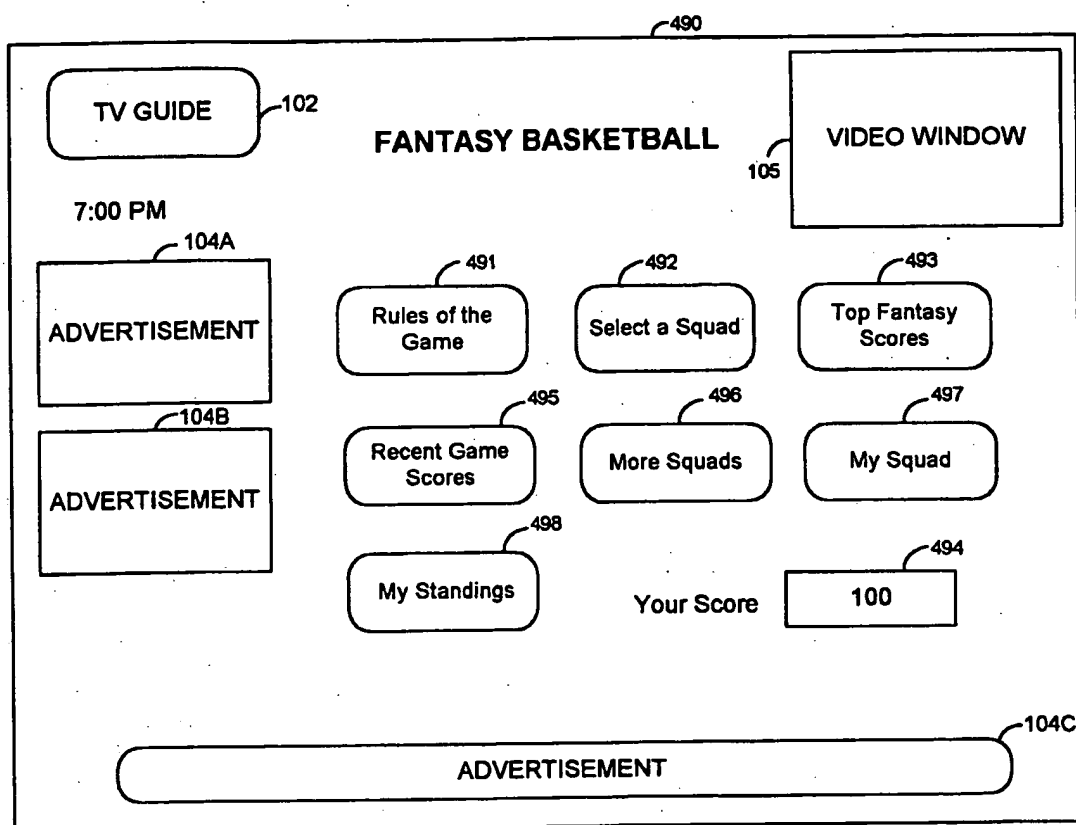 490
TV GUIDE
102
FANTASY BASKETBALL
105
VIDEO WINDOW
7:00 PM
104A
ADVERTISEMENT
491
Rules of the
Game
492
Select a Squad
493
Top Fantasy
Scores
104B
ADVERTISEMENT
495
Recent Game
Scores
496
More Squads
497
My Squad
498
My Standings
Your Score
494
100
104C
ADVERTISEMENT